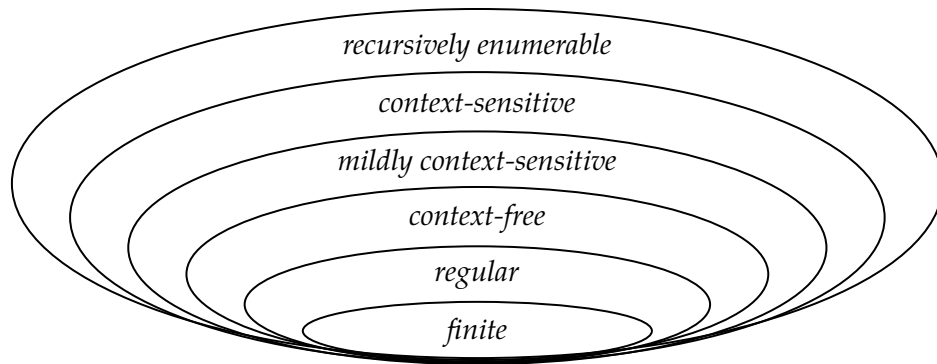 recursively enumerable
context-sensitive
mildly context-sensitive
context-free
regular
finite